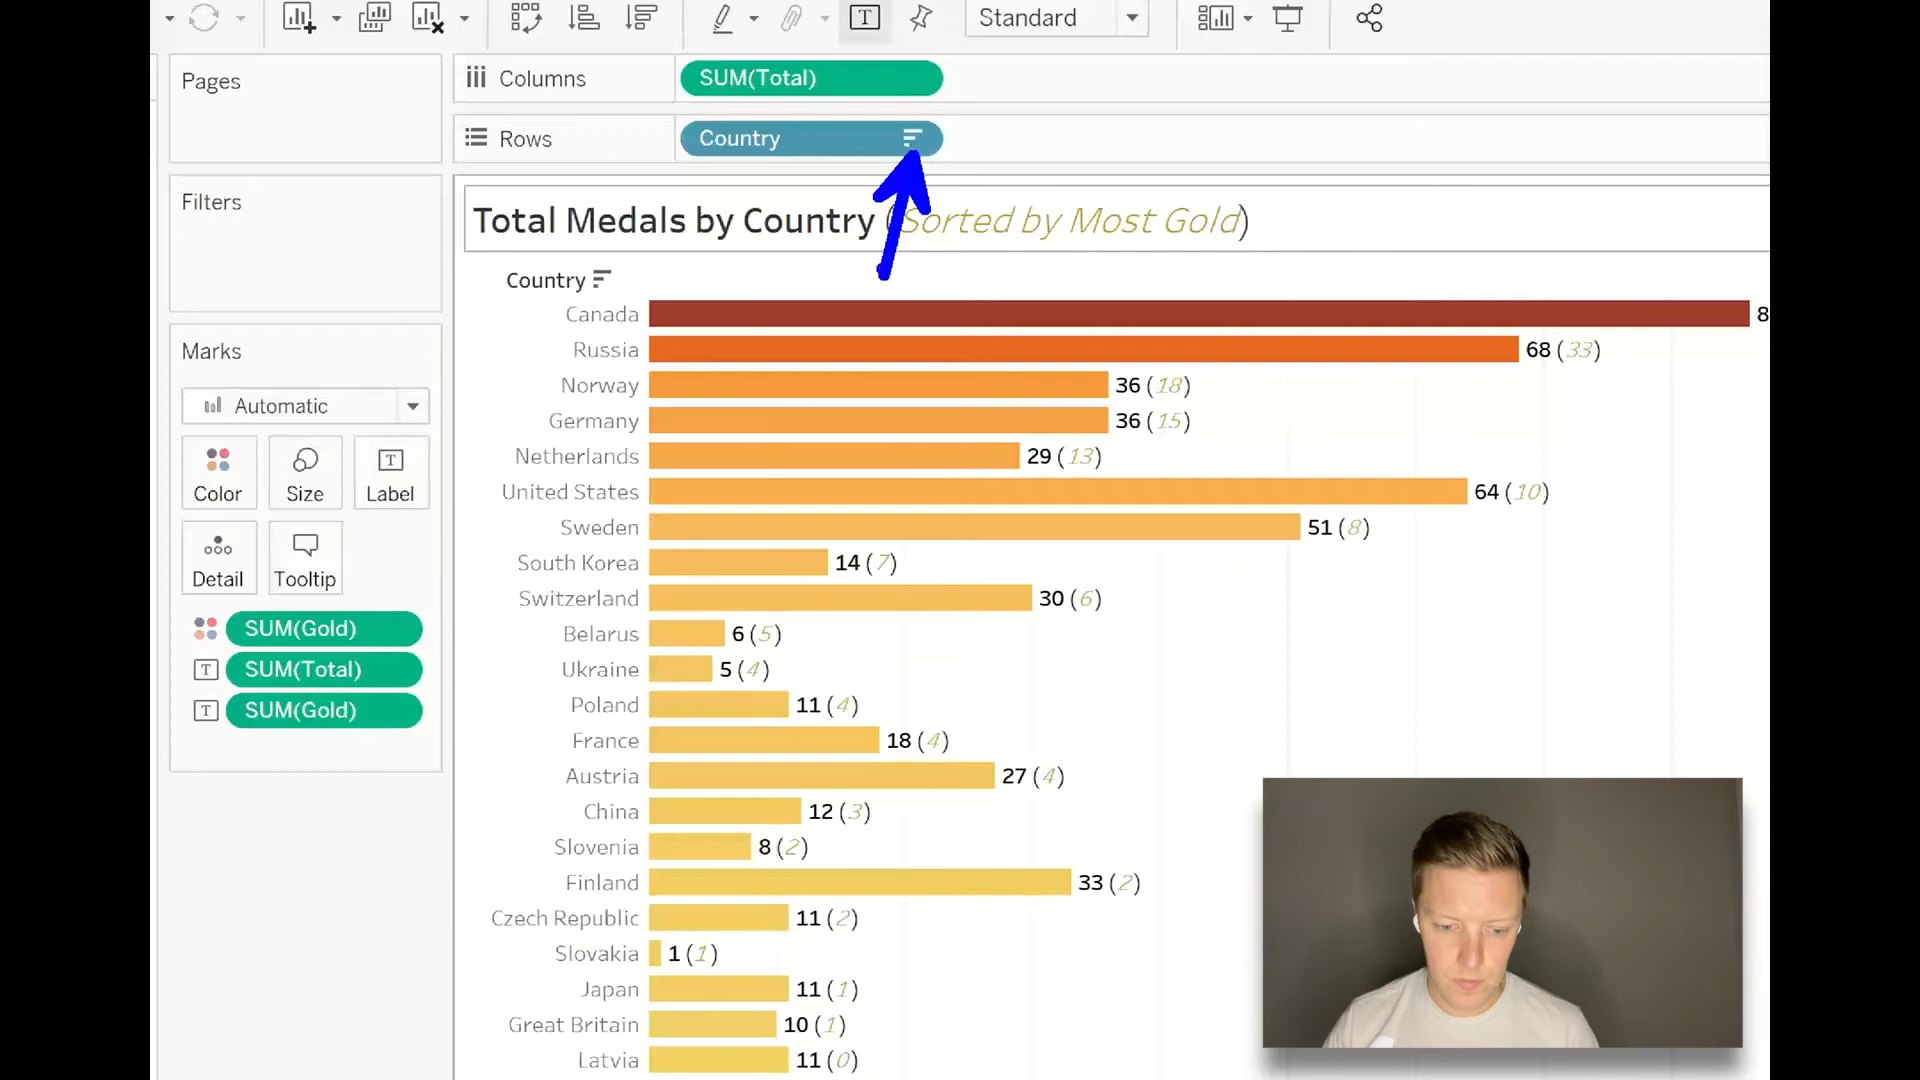 Standard
Pages
Columns
SUM(Total)
Rows
Country
Filters
Total Medals by Country (Sorted by Most Gold)
Country
Marks
Automatic
Color
Size
Label
Detail
Tooltip
SUM(Gold)
SUM(Total)
SUM(Gold)
Canada 8
Russia 68 (33)
Norway 36 (18)
Germany 36 (15)
Netherlands 29 (13)
United States 64 (10)
Sweden 51 (8)
South Korea 14 (7)
Switzerland 30 (6)
Belarus 6 (5)
Ukraine 5 (4)
Poland 11 (4)
France 18 (4)
Austria 27 (4)
China 12 (3)
Slovenia 8 (2)
Finland 33 (2)
Czech Republic 11 (2)
Slovakia 1 (1)
Japan 11 (1)
Great Britain 10 (1)
Latvia 11 (0)